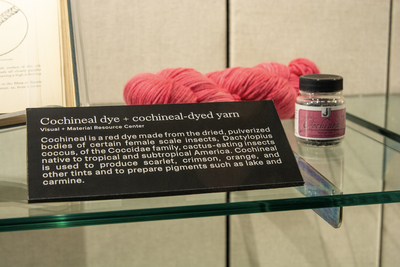 Cochineal dye + cochineal-dyed yarn
Visual + Material Resource Center
Cochineal is a red dye made from the dried, pulverized
bodies of certain female scale insects, Dactylopius
coccus, of the Coccidae family, cactus-eating insects
native to tropical and subtropical America. Cochineal
is used to produce scarlet, crimson, orange, and
other tints and to prepare pigments such as lake and
carmine.